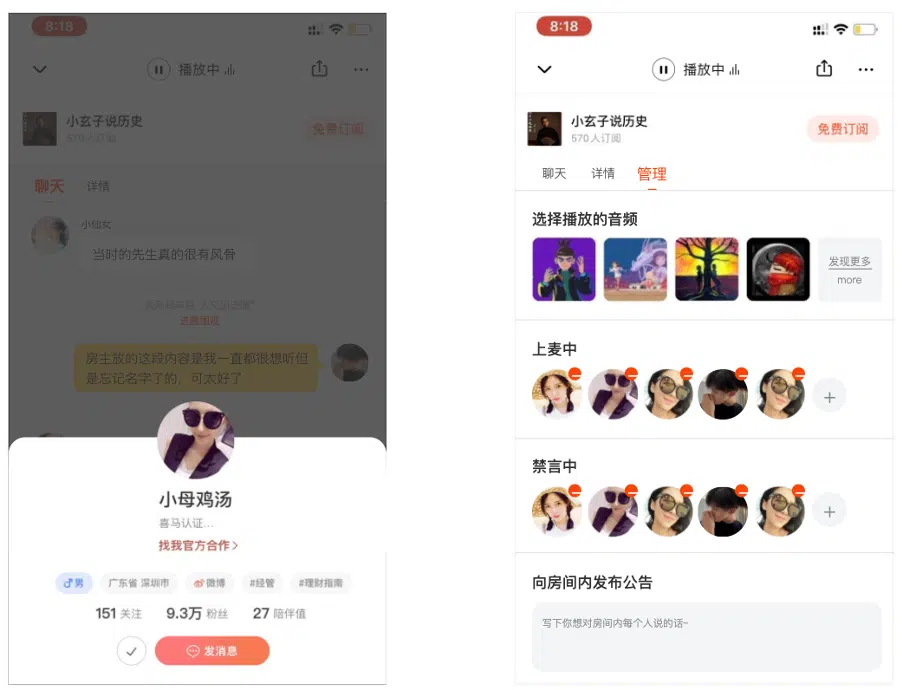 8:18
播放中
小玄子说历史
570人订阅
免费订阅
聊天
详情
小仙女
当时的先生真的很有风骨
房主放的这段内容是我一直都很想听但
是忘记名字了的，可太好了
小母鸡汤
喜马认证...
找我官方合作>
男
广东省 深圳市
微博
#经管
#理财指南
151 关注
9.3万 粉丝
27 陪伴值
发消息
8:18
播放中
小玄子说历史
570人订阅
免费订阅
聊天
详情
管理
选择播放的音频
发现更多
more
上麦中
禁言中
向房间内发布公告
写下你想对房间内每个人说的话~